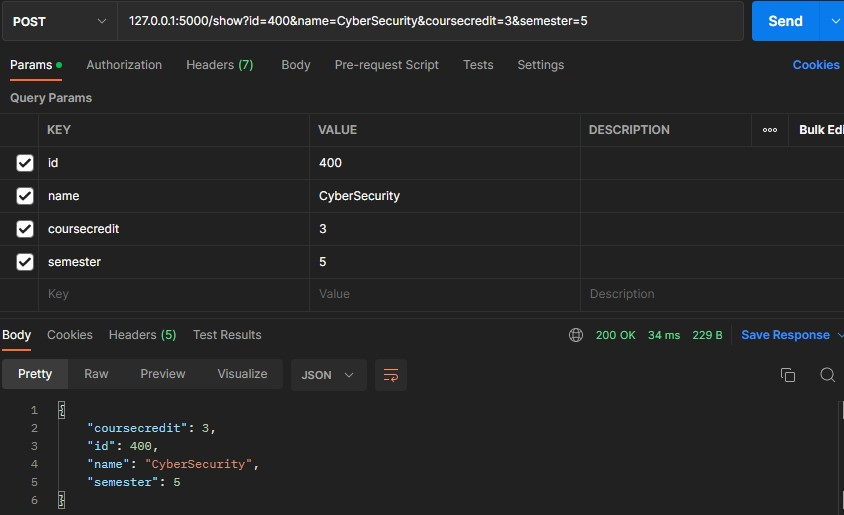 POST 127.0.0.1:5000/show?id=400&name=CyberSecurity&coursecredit=3&semester=5 Send
Params Authorization Headers (7) Body Pre-request Script Tests Settings Cookies
Query Params
KEY VALUE DESCRIPTION ooo Bulk Edi
id 400
name CyberSecurity
coursecredit 3
semester 5
Key Value Description
Body Cookies Headers (5) Test Results 200 OK 34 ms 229 B Save Response
Pretty Raw Preview Visualize JSON
1 {
2 "coursecredit": 3,
3 "id": 400,
4 "name": "CyberSecurity",
5 "semester": 5
6 }